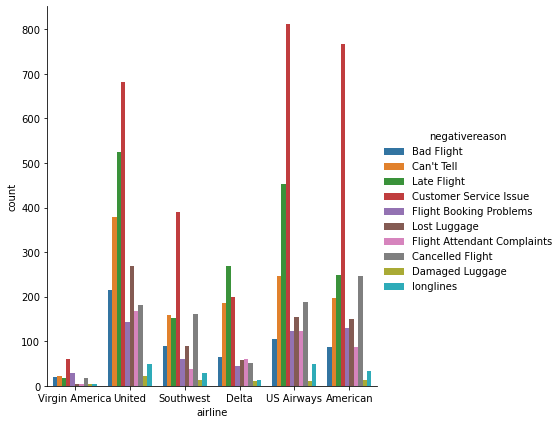 800
700
600
500
400
300
200
100
0
count
Virgin America United Southwest Delta US Airways American
airline
negativereason
Bad Flight
Can't Tell
Late Flight
Customer Service Issue
Flight Booking Problems
Lost Luggage
Flight Attendant Complaints
Cancelled Flight
Damaged Luggage
longlines